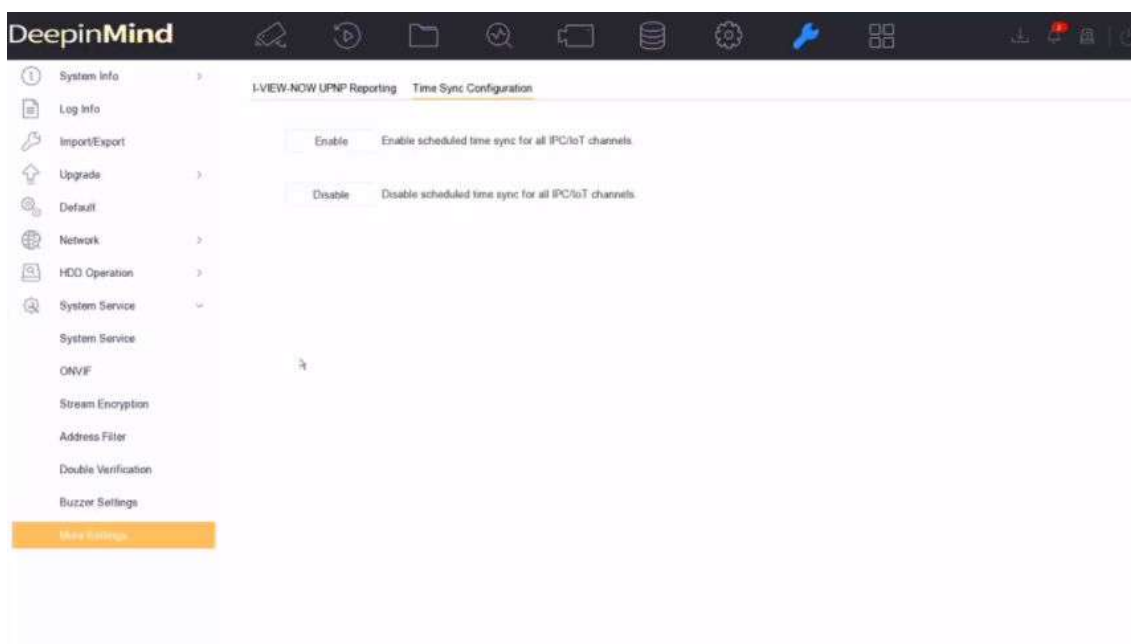 DeepinMind
System Info
Log Info
Import/Export
Upgrade
Default
Network
HDD Operation
System Service
System Service
ONVIF
Stream Encryption
Address Filter
Double Verification
Buzzer Settings
More Settings
I-VIEW-NOW UPNP Reporting Time Sync Configuration
Enable Enable scheduled time sync for all IPC/IoT channels.
Disable Disable scheduled time sync for all IPC/IoT channels.